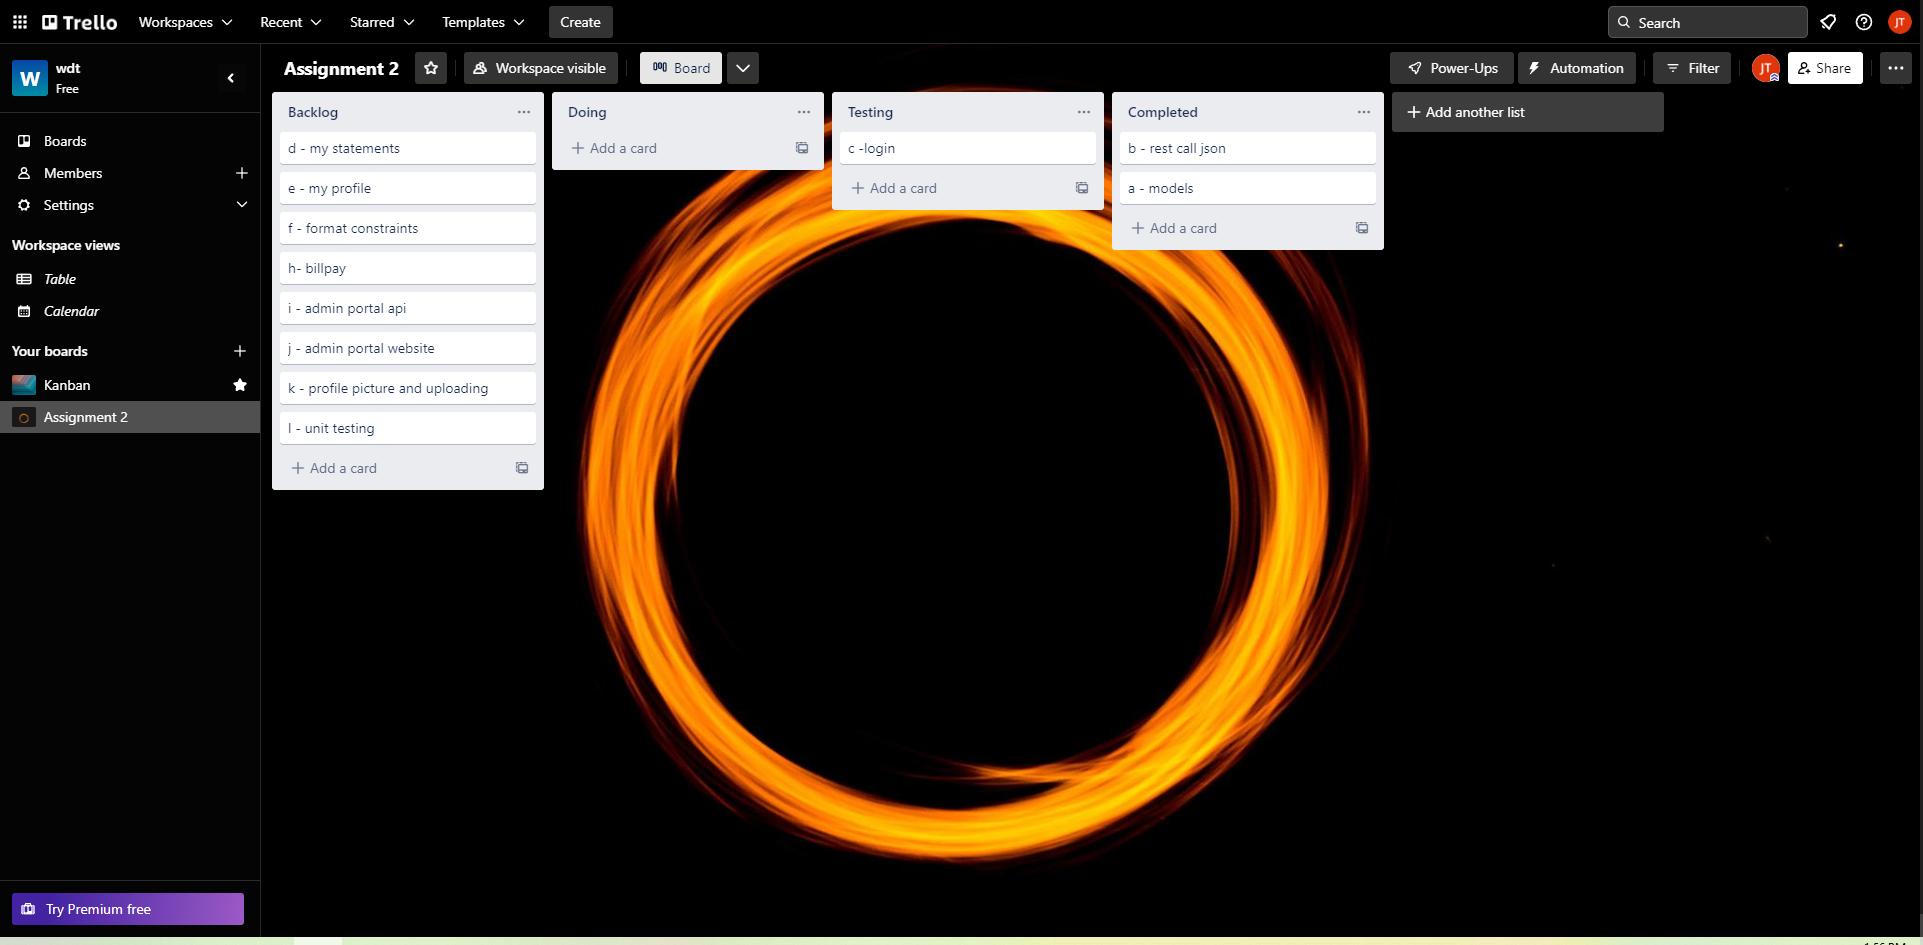 Trello Workspaces Recent Starred Templates Create Search JT
W wdt
Free
Assignment 2 Workspace visible Board Power-Ups Automation Filter JT Share
Boards
Members
Settings
Workspace views
Table
Calendar
Your boards
Kanban
Assignment 2
Try Premium free
Backlog
d - my statements
e - my profile
f - format constraints
h- billpay
i - admin portal api
j - admin portal website
k - profile picture and uploading
l - unit testing
Add a card
Doing
Add a card
Testing
c -login
Add a card
Completed
b - rest call json
a - models
Add a card
Add another list